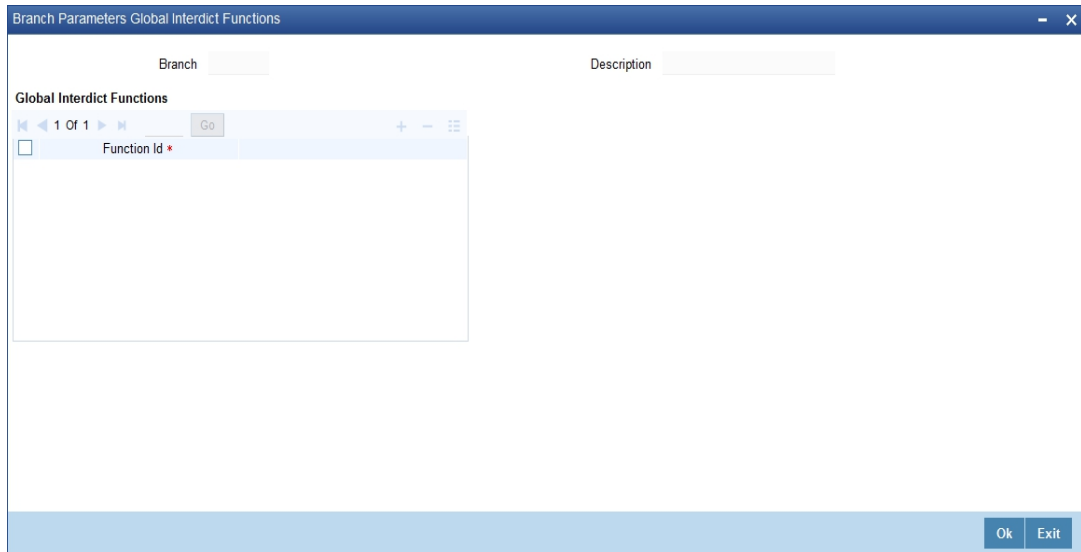 Branch Parameters Global Interdict Functions
Branch
Description
Global Interdict Functions
1 Of 1 Go
Function Id *
Ok Exit